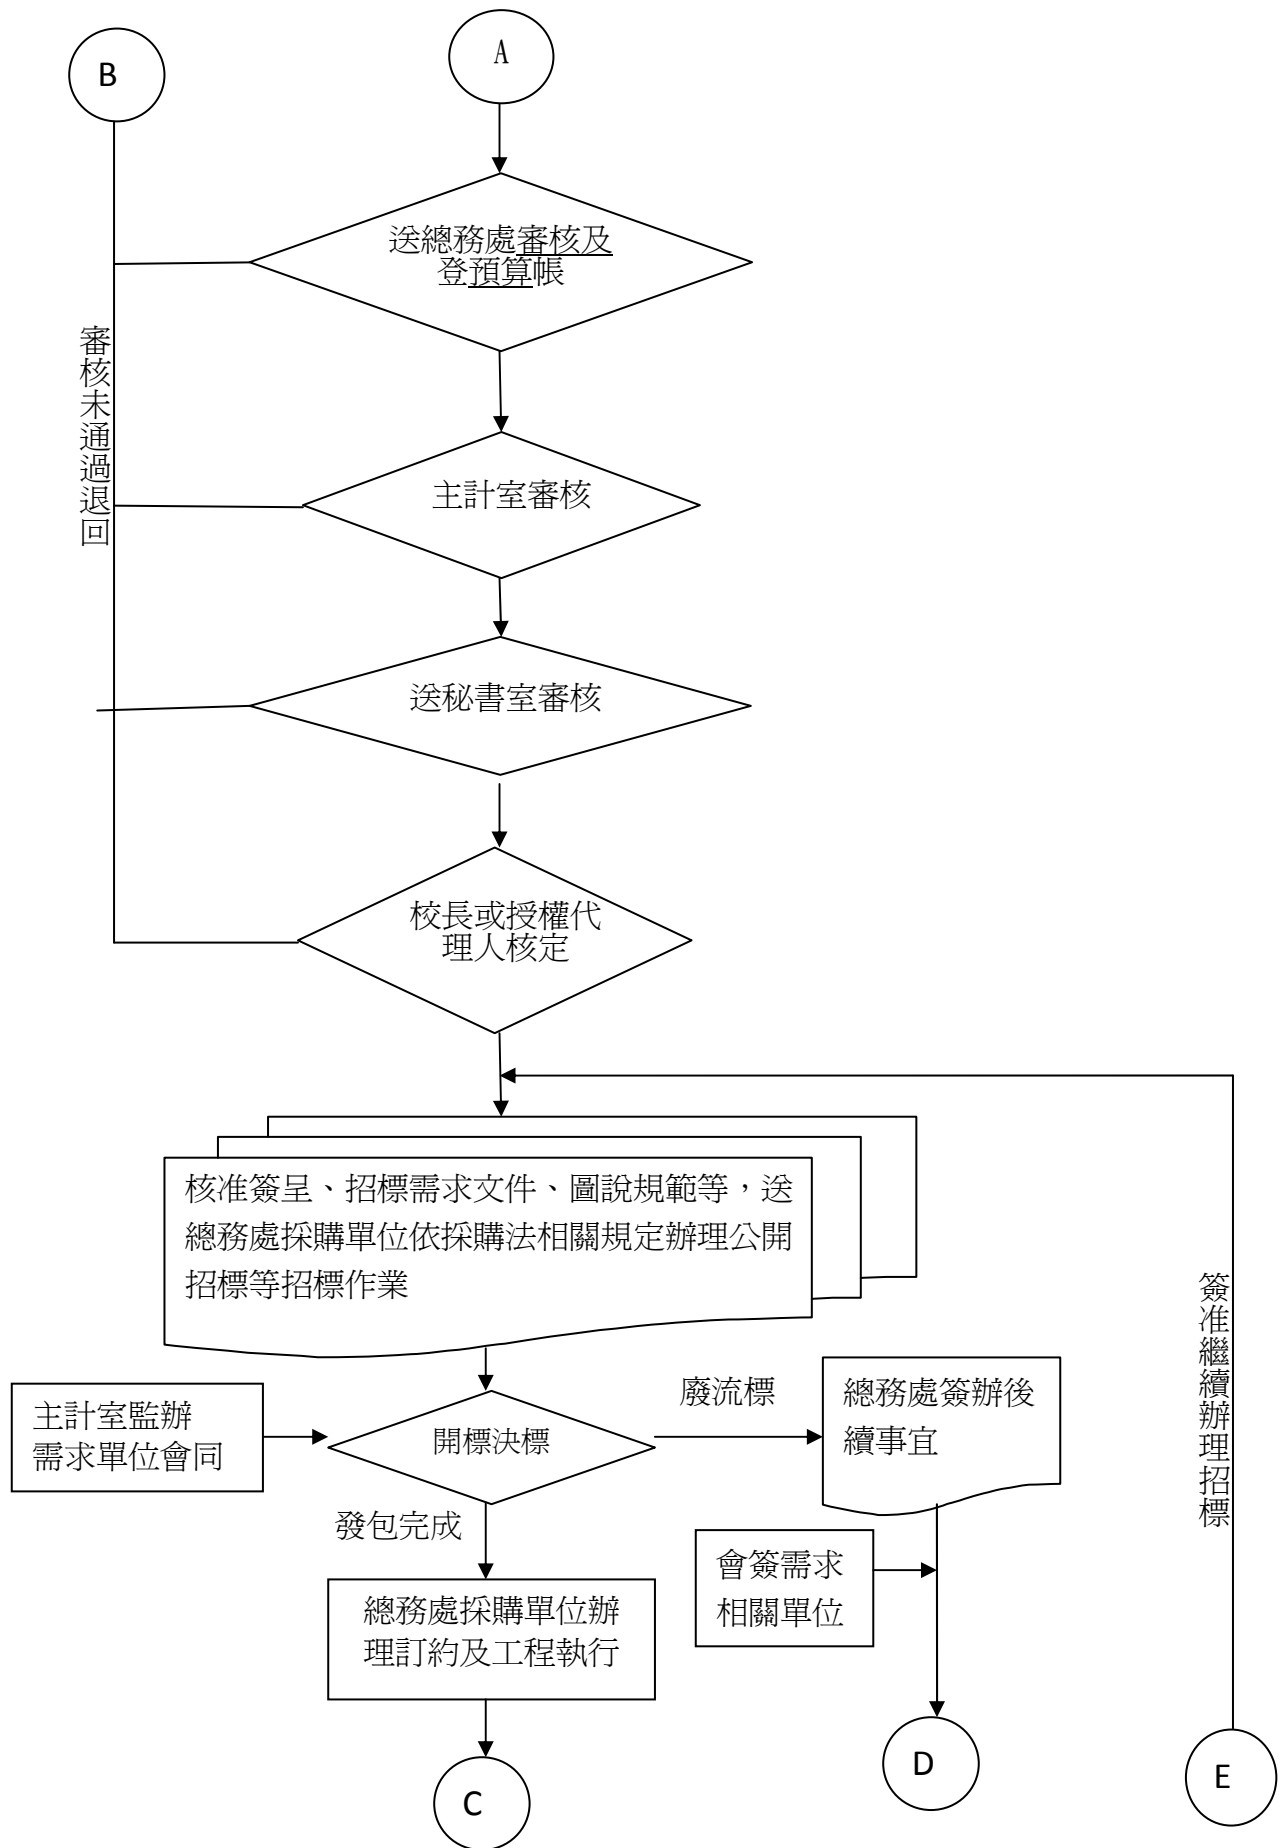 B
A
送總務處審核及
登預算帳
審核未通過退回
主計室審核
送秘書室審核
校長或授權代
理人核定
核准簽呈、招標需求文件、圖說規範等，送
總務處採購單位依採購法相關規定辦理公開
招標等招標作業
簽准繼續辦理招標
主計室監辦
需求單位會同
開標決標
廢流標
總務處簽辦後
續事宜
發包完成
會簽需求
相關單位
總務處採購單位辦
理訂約及工程執行
C
D
E